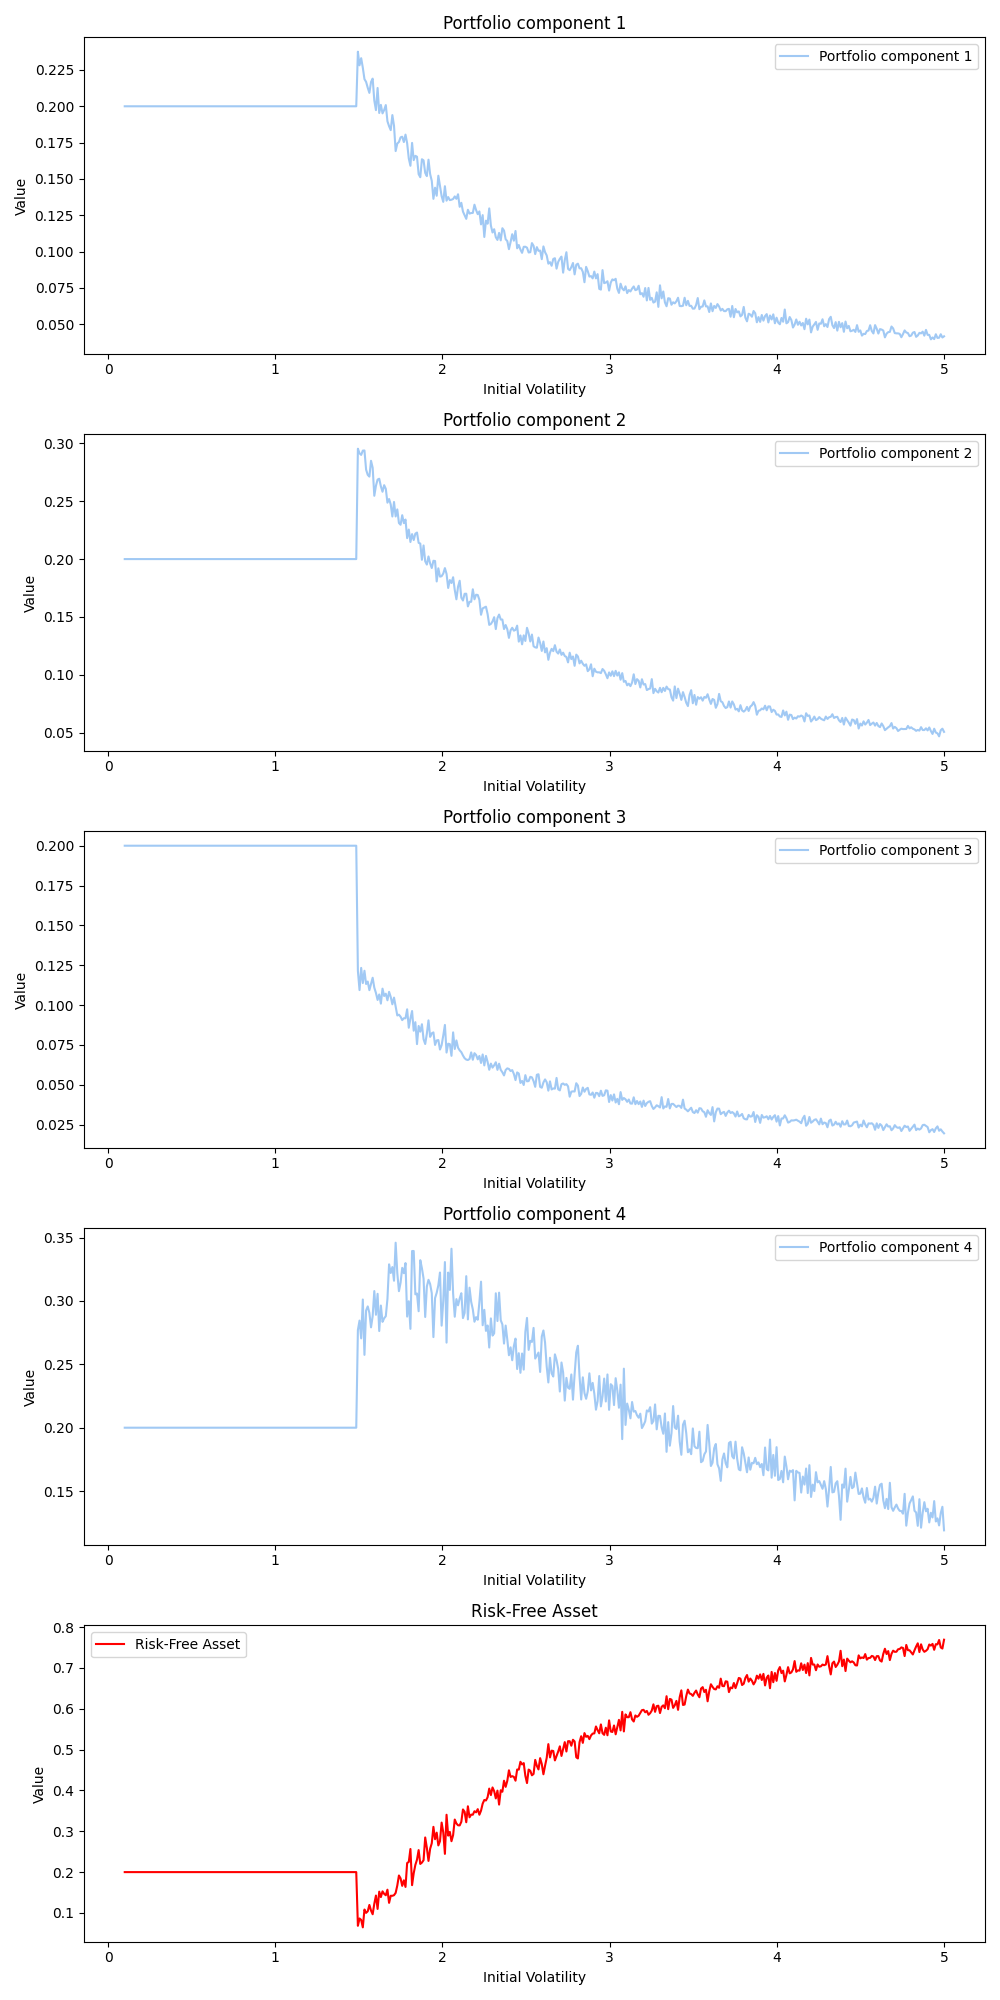 Portfolio component 1
Portfolio component 1
0.225
0.200
0.175
0.150
0.125
0.100
0.075
0.050
Value
0 1 2 3 4 5
Initial Volatility
Portfolio component 2
Portfolio component 2
0.30
0.25
0.20
0.15
0.10
0.05
Value
0 1 2 3 4 5
Initial Volatility
Portfolio component 3
Portfolio component 3
0.200
0.175
0.150
0.125
0.100
0.075
0.050
0.025
Value
0 1 2 3 4 5
Initial Volatility
Portfolio component 4
Portfolio component 4
0.35
0.30
0.25
0.20
0.15
Value
0 1 2 3 4 5
Initial Volatility
Risk-Free Asset
Risk-Free Asset
0.8
0.7
0.6
0.5
0.4
0.3
0.2
0.1
Value
0 1 2 3 4 5
Initial Volatility